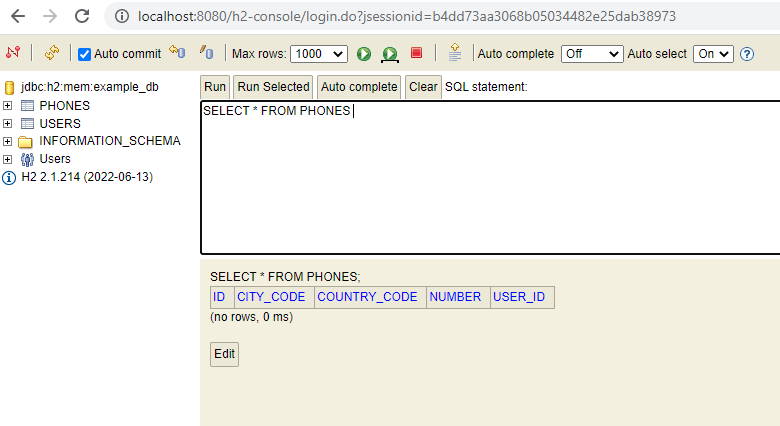 localhost:8080/h2-console/login.do?jsessionid=b4dd73aa3068b05034482e25dab38973
Auto commit Max rows: 1000 Auto complete Off Auto select On ?
jdbc:h2:mem:example_db
PHONES
USERS
INFORMATION_SCHEMA
Users
H2 2.1.214 (2022-06-13)
Run Run Selected Auto complete Clear SQL statement:
SELECT * FROM PHONES
SELECT * FROM PHONES;
ID CITY_CODE COUNTRY_CODE NUMBER USER_ID
(no rows, 0 ms)
Edit